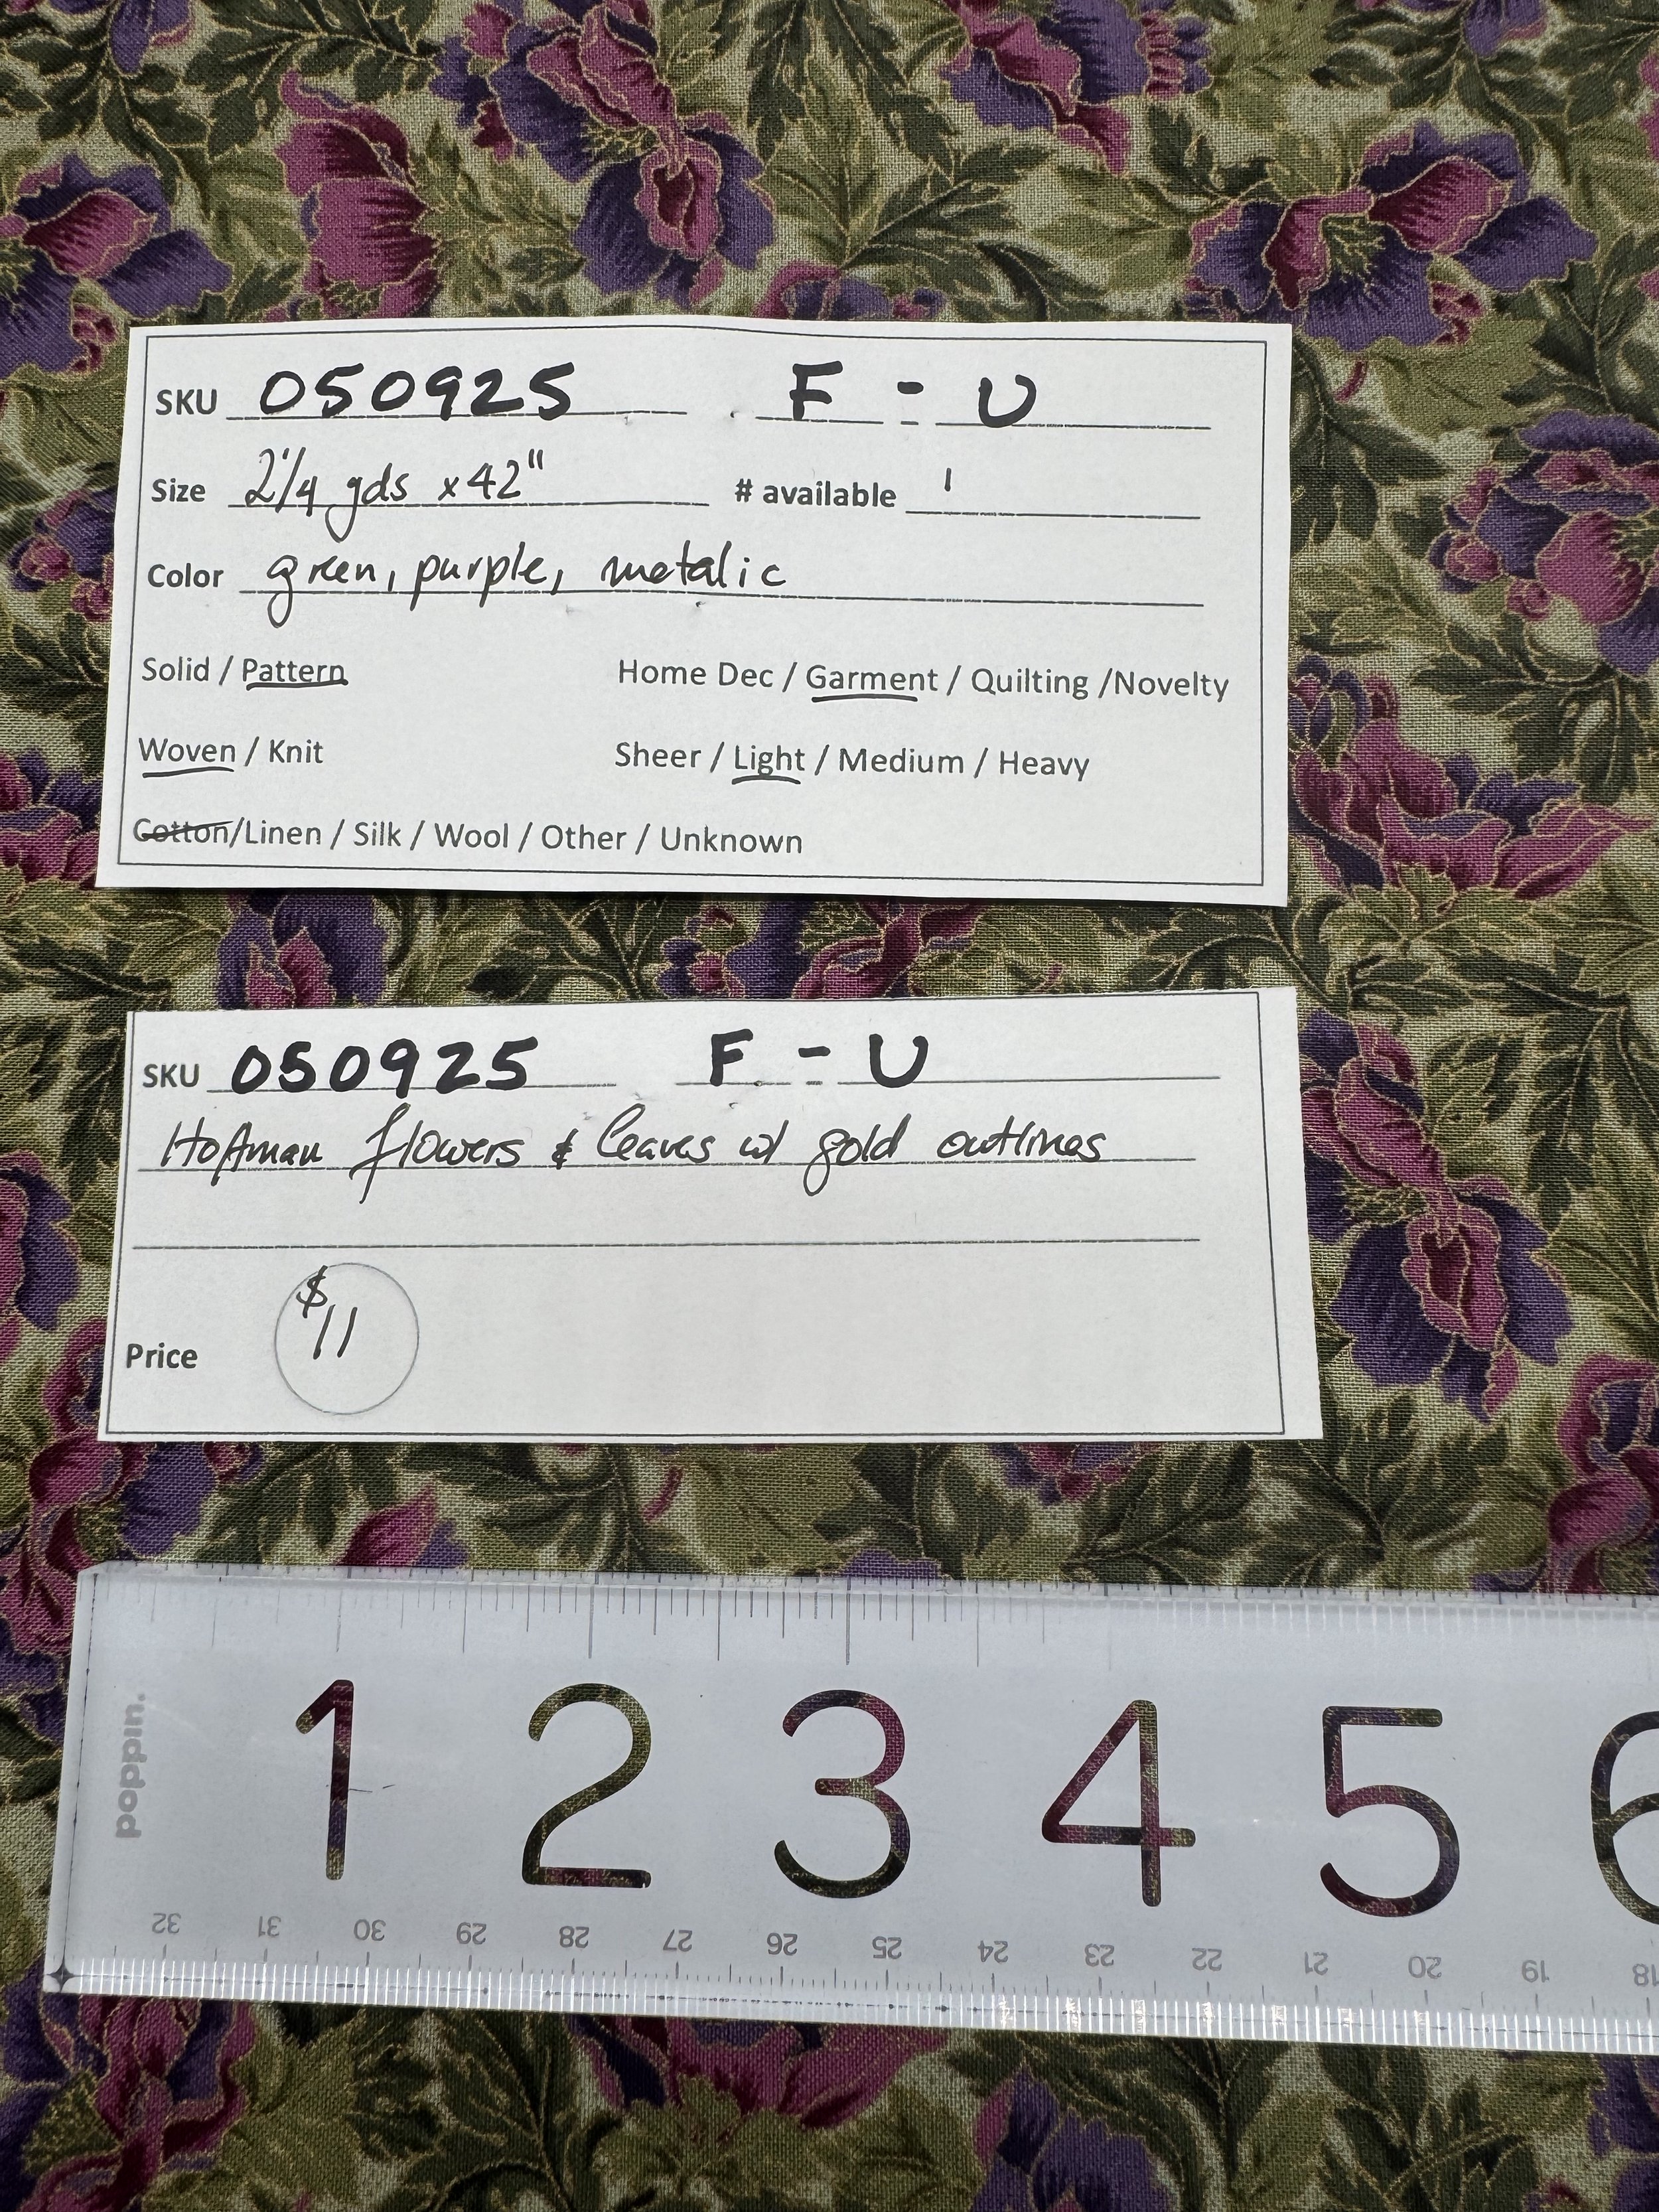 SKU 050925 F - U
Size 2 1/4 yds x 42" # available 1
Color green, purple, metalic
Solid / Pattern Home Dec / Garment / Quilting /Novelty
Woven / Knit Sheer / Light / Medium / Heavy
Cotton/Linen / Silk / Wool / Other / Unknown
SKU 050925 F - U
Hoffman flowers & leaves w/ gold outlines
Price $11
poppin.
1 2 3 4 5 6
32 31 30 29 28 27 26 25 24 23 22 21 20 19 18